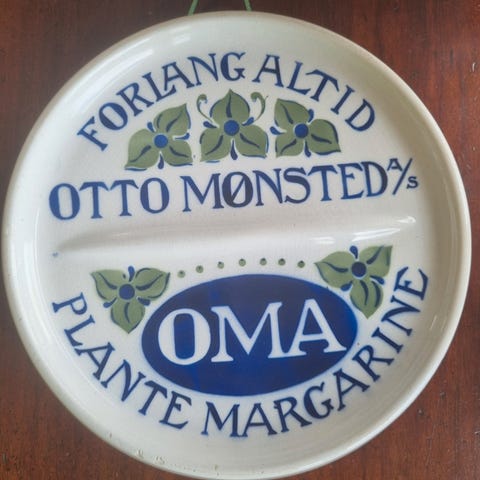 FORLANG ALTID
OTTO MØNSTED A/S
OMA
PLANTE MARGARINE